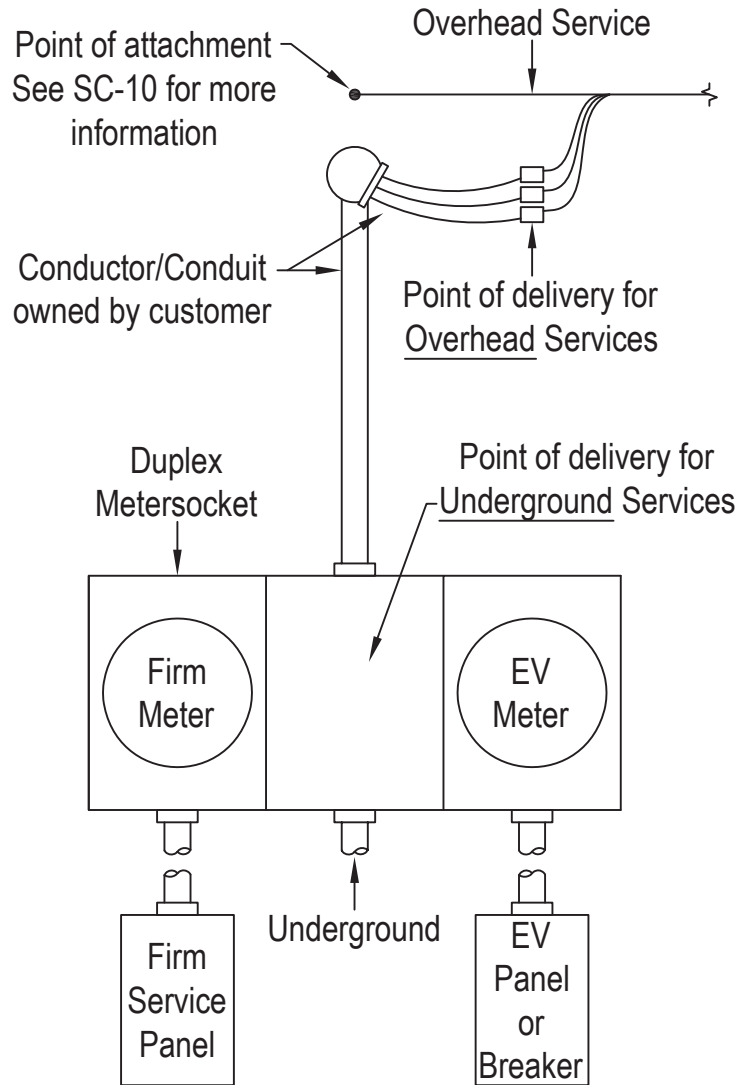 Point of attachment
See SC-10 for more
information
Overhead Service
Conductor/Conduit
owned by customer
Point of delivery for
Overhead Services
Duplex
Metersocket
Point of delivery for
Underground Services
Firm
Meter
EV
Meter
Underground
Firm
Service
Panel
EV
Panel
or
Breaker